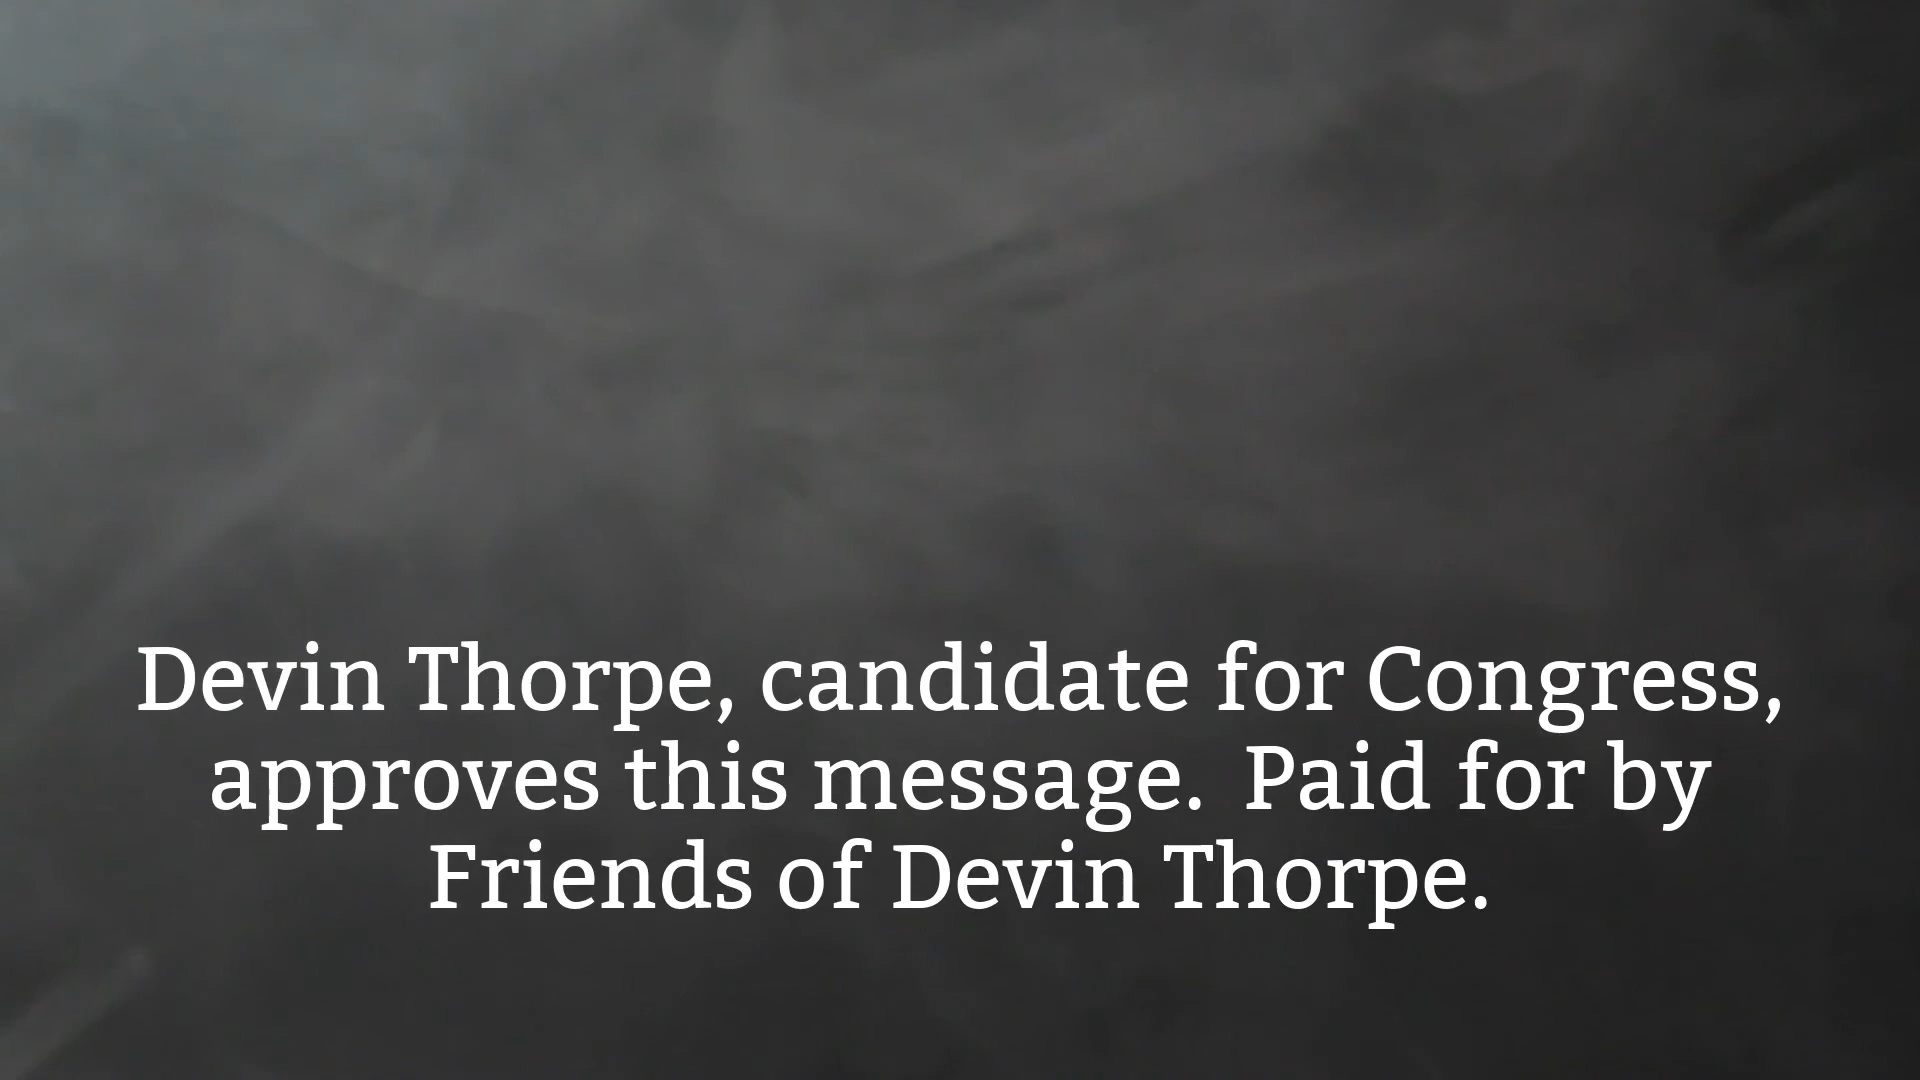 Devin Thorpe, candidate for Congress,
approves this message.  Paid for by
Friends of Devin Thorpe.